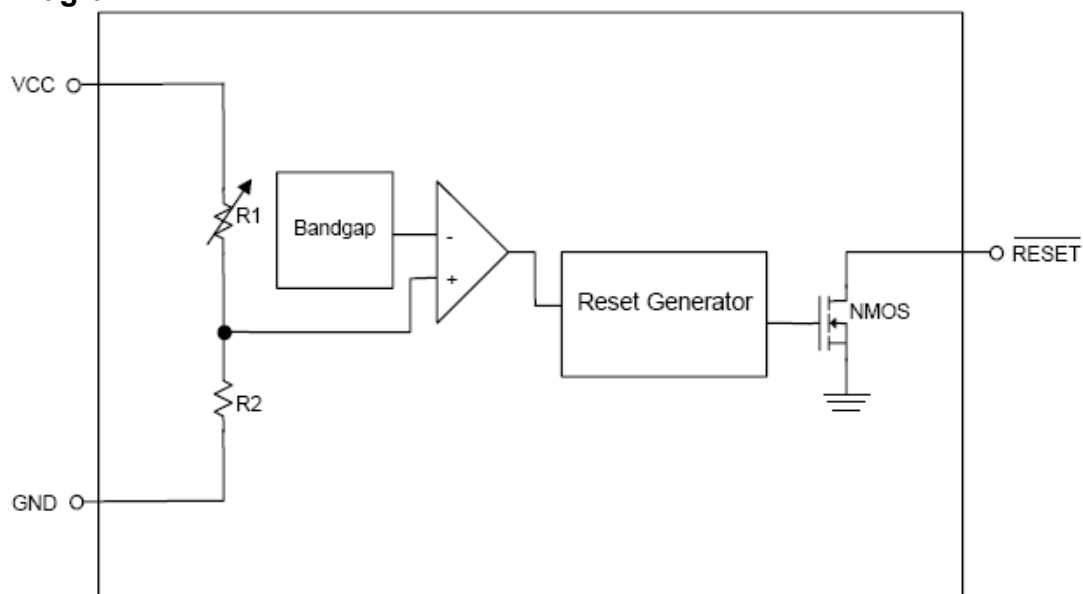 VCC
R1
Bandgap
-
+
Reset Generator
NMOS
RESET
R2
GND